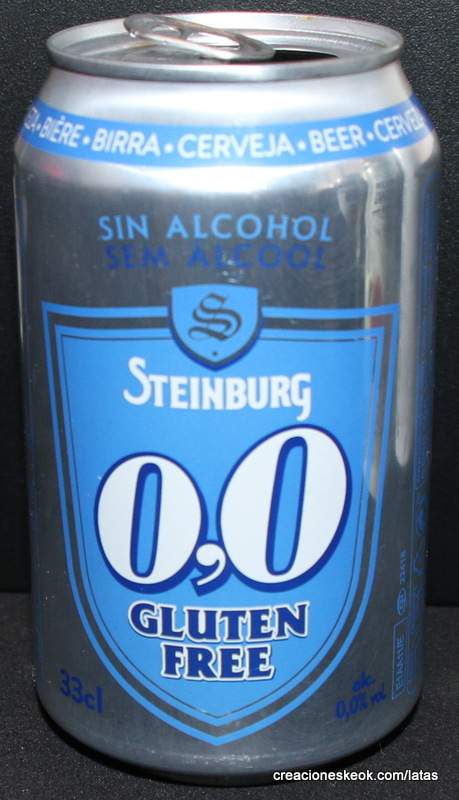 BIÈRE • BIRRA • CERVEJA • BEER • CERVE
SIN ALCOHOL
SEM ALCOOL
S
STEINBURG
0,0
GLUTEN
FREE
33cl
alc.
0,0% vol.
creacioneskeok.com/latas